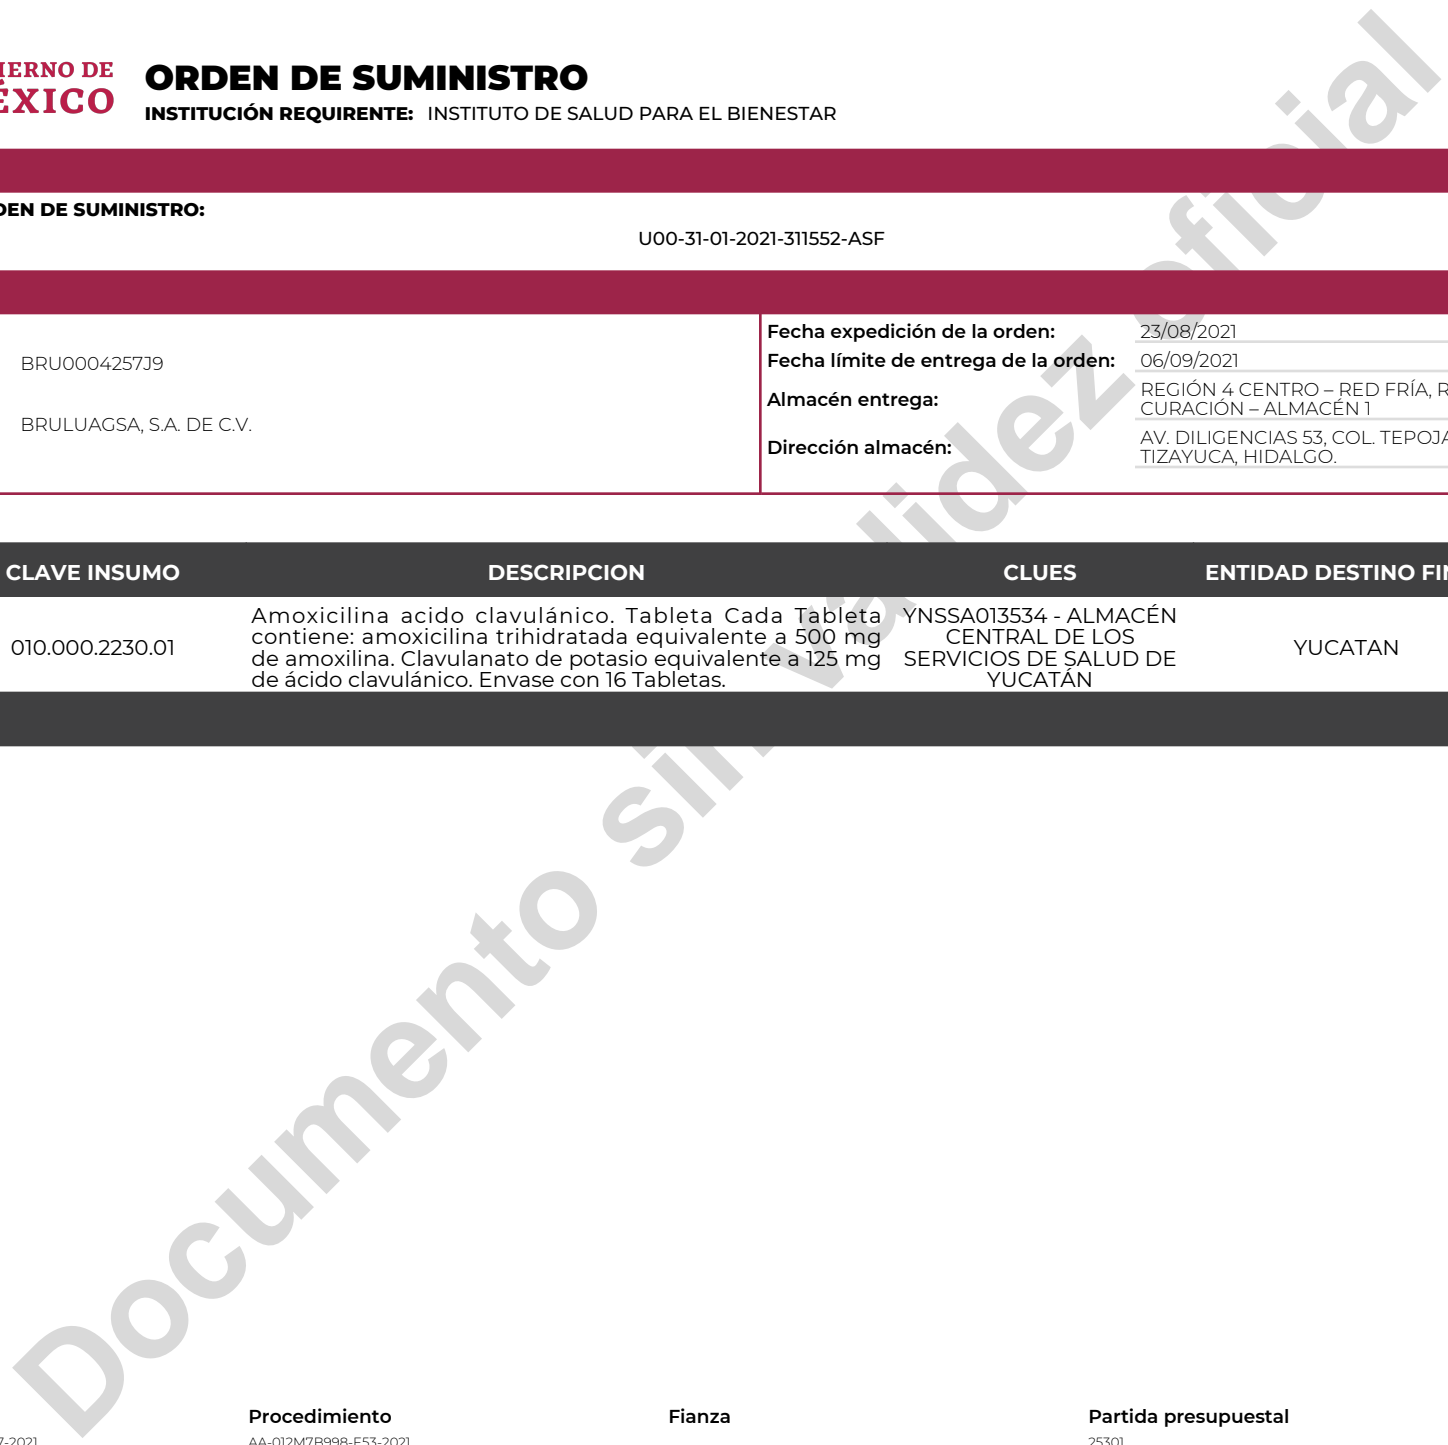 ORDEN DE SUMINISTRO
INSTITUCIÓN REQUIRENTE: INSTITUTO DE SALUD PARA EL BIENESTAR
DE
DE SUMINISTRO:
U00-31-01-2021-311552-ASF
BRU0004257J9
BRULUAGSA, S.A. DE C.V.
Fecha expedición de la orden: 23/08/2021
Fecha límite de entrega de la orden: 06/09/2021
Almacén entrega: REGIÓN 4 CENTRO – RED FRÍA,
CURACIÓN – ALMACÉN 1
Dirección almacén: AV. DILIGENCIAS 53, COL.
TIZAYUCA, HIDALGO.
CLAVE INSUMO DESCRIPCION CLUES ENTIDAD DESTINO
010.000.2230.01
Amoxicilina acido clavulánico. Tableta Cada Tableta
contiene: amoxicilina trihidratada equivalente a 500 mg
de amoxilina. Clavulanato de potasio equivalente a 125 mg
de ácido clavulánico. Envase con 16 Tabletas.
YNSSA013534 - ALMACÉN
CENTRAL DE LOS
SERVICIOS DE SALUD DE
YUCATÁN
YUCATAN
Documento sin validez oficial
Procedimiento Fianza Partida presupuestal
AA-012M7B998-E53-2021 25301